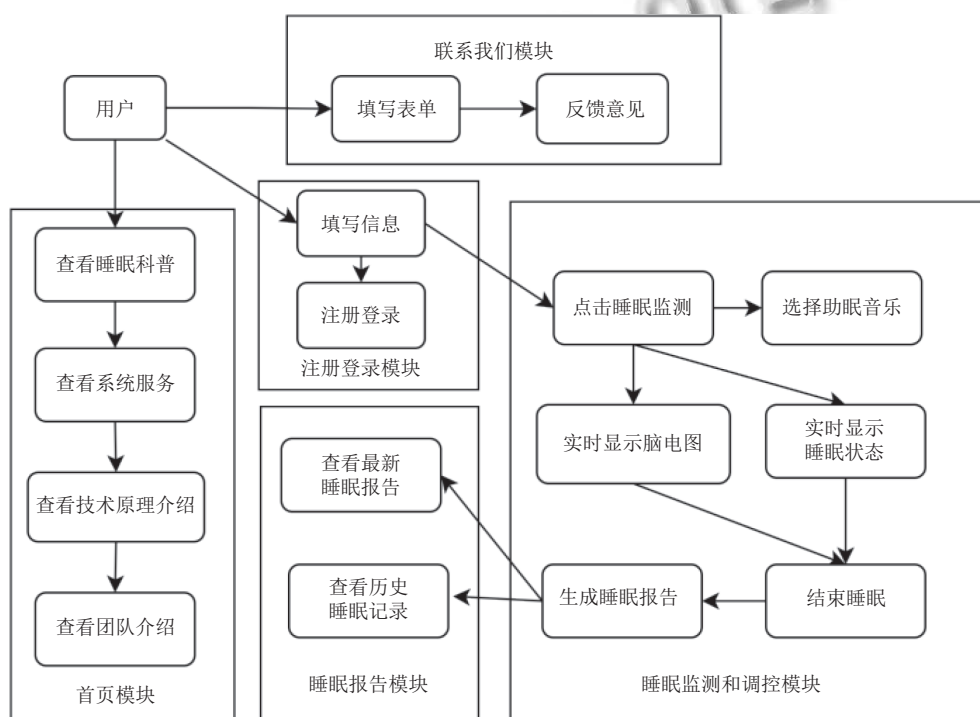 联系我们模块
用户
填写表单
反馈意见
填写信息
注册登录
注册登录模块
查看睡眠科普
查看系统服务
查看技术原理介绍
查看团队介绍
首页模块
点击睡眠监测
选择助眠音乐
实时显示脑电图
实时显示
睡眠状态
结束睡眠
生成睡眠报告
睡眠监测和调控模块
查看最新
睡眠报告
查看历史
睡眠记录
睡眠报告模块